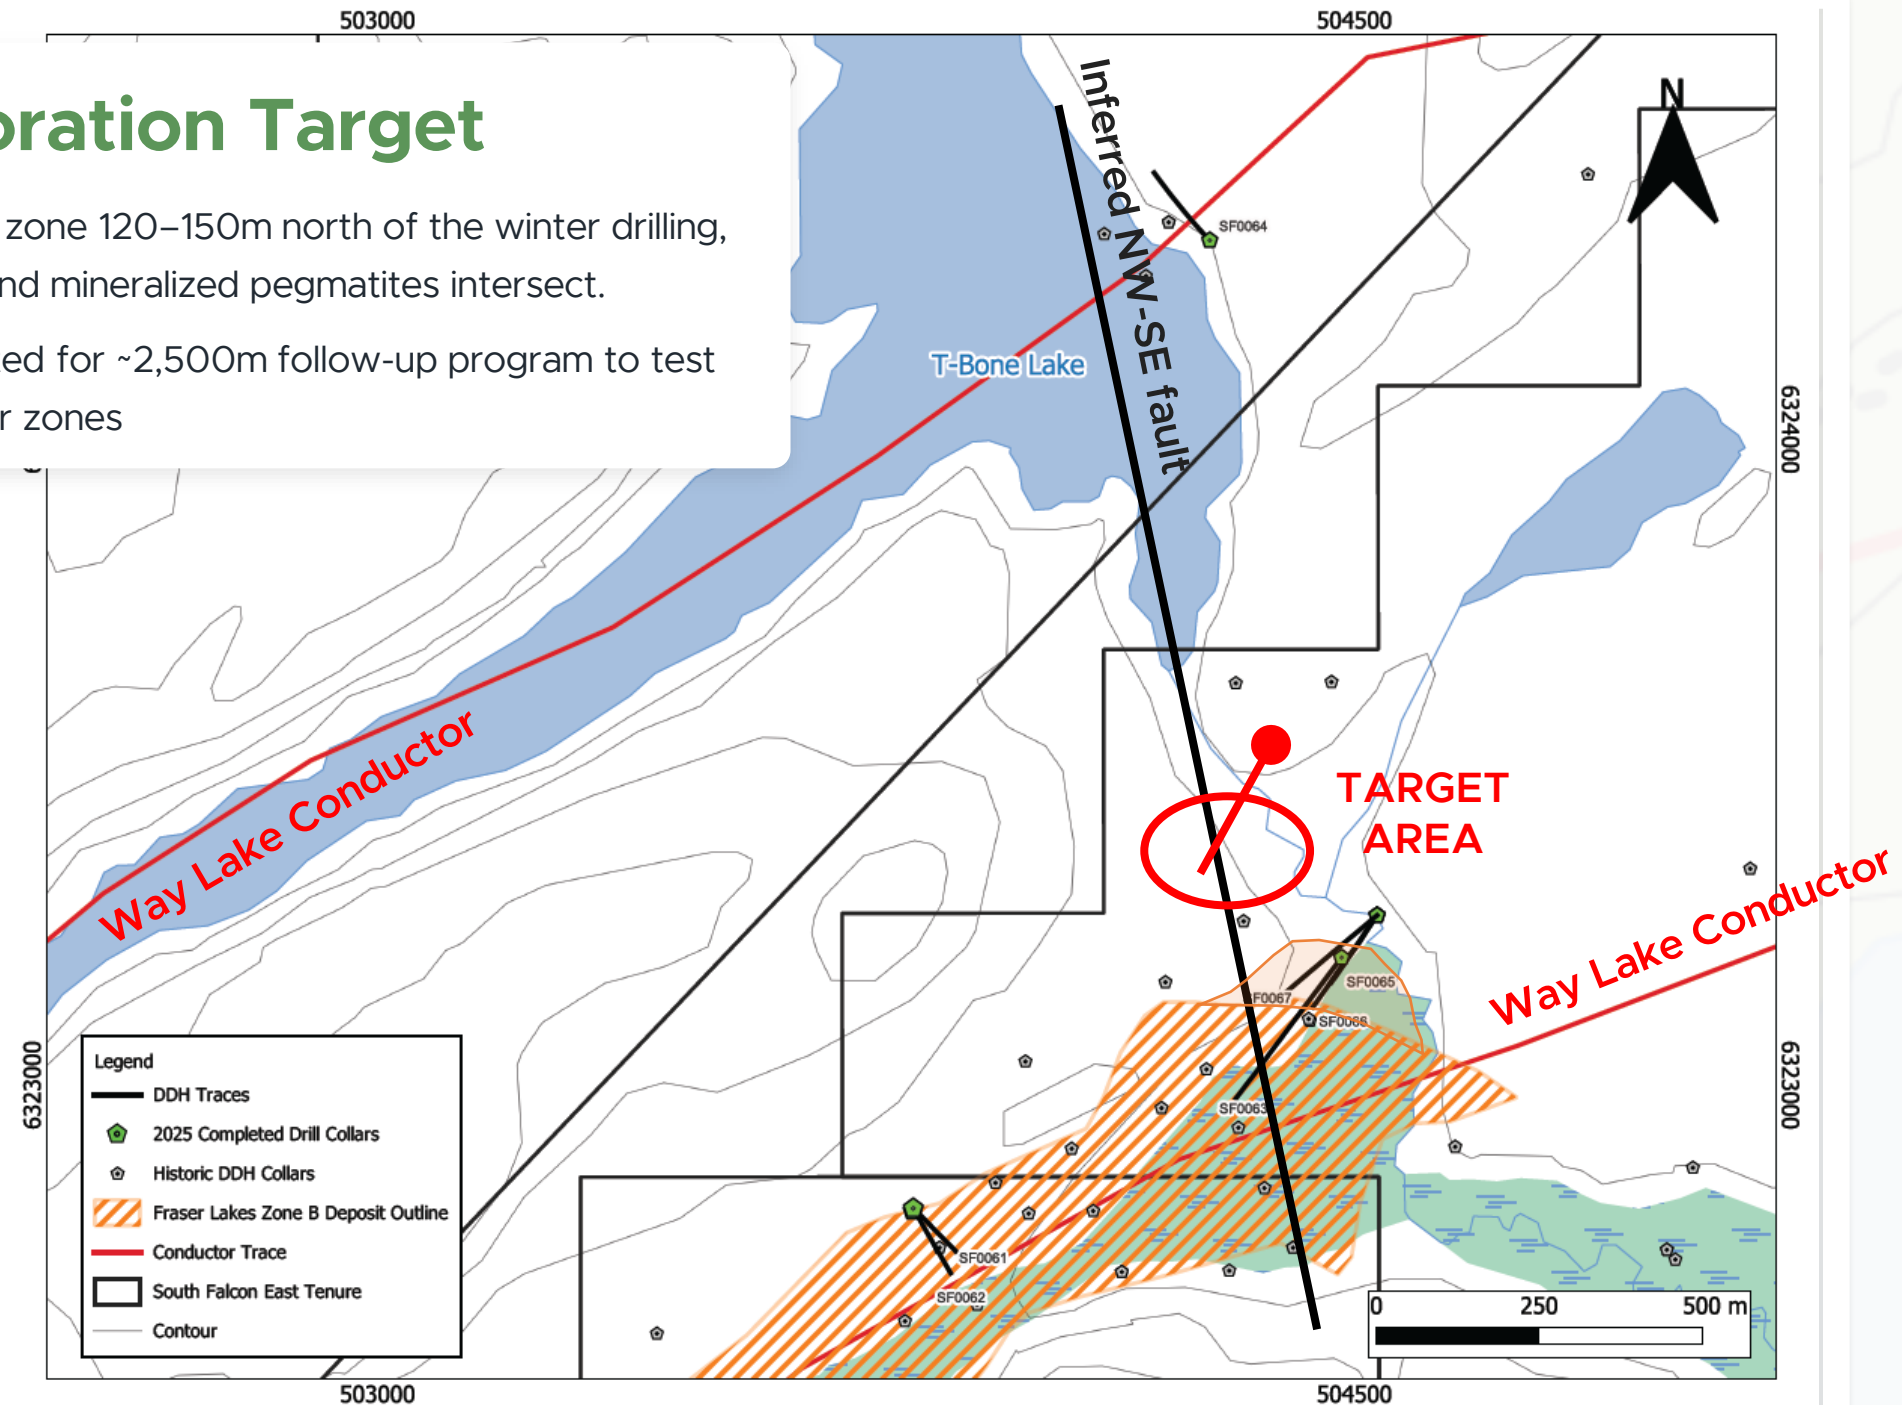 503000
504500
oration Target
zone 120–150m north of the winter drilling,
nd mineralized pegmatites intersect.
ed for ~2,500m follow-up program to test
r zones
Inferred NW-SE fault
N
SF0064
T-Bone Lake
6324000
Way Lake Conductor
TARGET
AREA
Way Lake Conductor
SF0065
F0067
SF0066
SF0063
SF0061
SF0062
6323000
6323000
Legend
DDH Traces
2025 Completed Drill Collars
Historic DDH Collars
Fraser Lakes Zone B Deposit Outline
Conductor Trace
South Falcon East Tenure
Contour
0 250 500 m
503000
504500